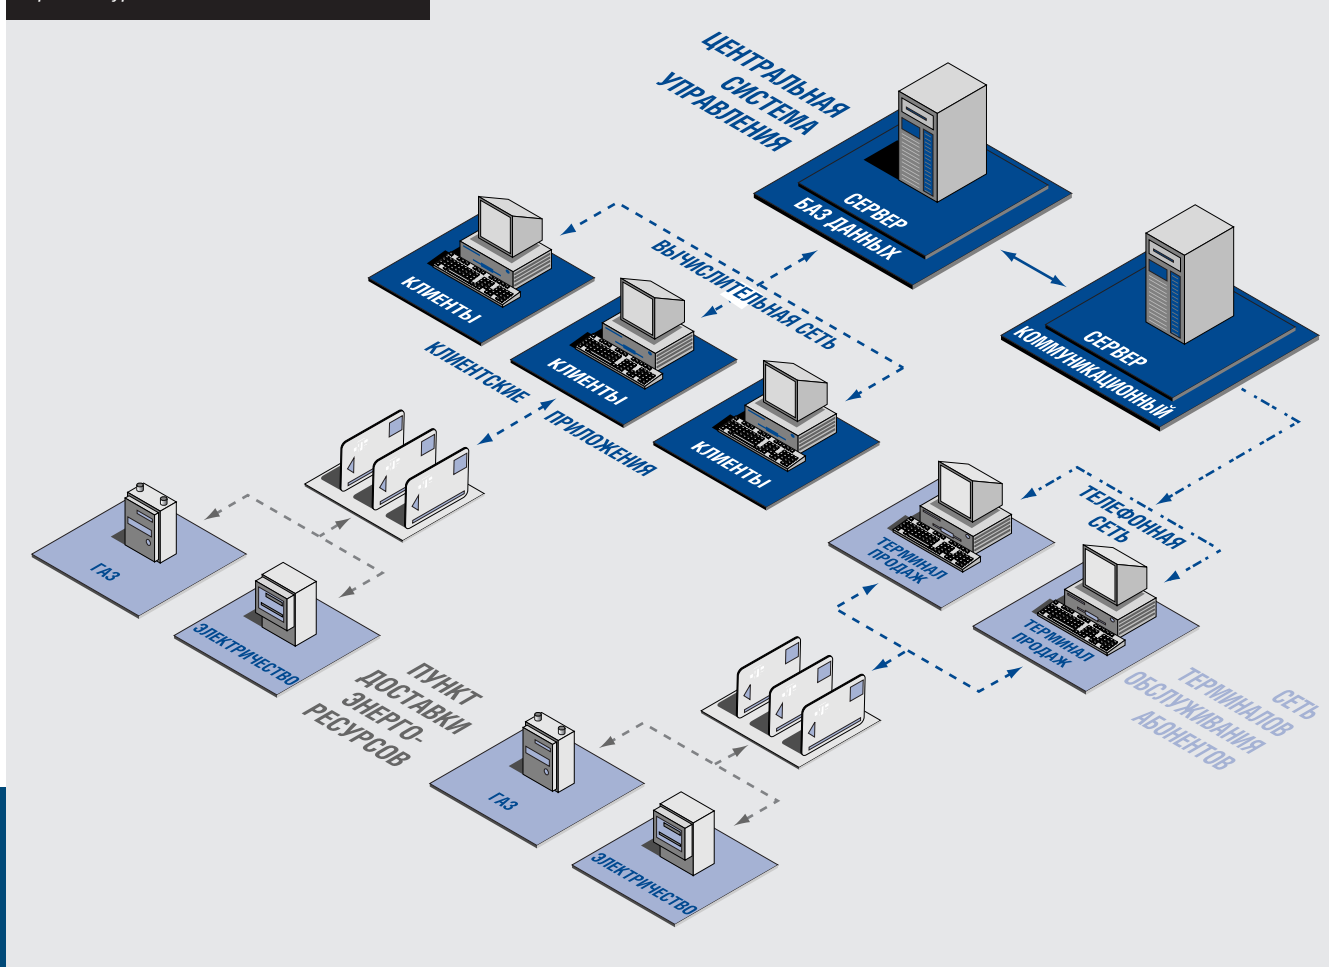 ЦЕНТРАЛЬНАЯ
СИСТЕМА
УПРАВЛЕНИЯ
СЕРВЕР
БАЗ ДАННЫХ
ВЫЧИСЛИТЕЛЬНАЯ СЕТЬ
КЛИЕНТЫ
КЛИЕНТЫ
КЛИЕНТЫ
СЕРВЕР
КОММУНИКАЦИОННЫЙ
КЛИЕНТСКИЕ
ПРИЛОЖЕНИЯ
ТЕЛЕФОННАЯ
СЕТЬ
ТЕРМИНАЛ
ПРОДАЖ
ТЕРМИНАЛ
ПРОДАЖ
ГАЗ
ЭЛЕКТРИЧЕСТВО
ПУНКТ
ДОСТАВКИ
ЭНЕРГО-
РЕСУРСОВ
СЕТЬ
ТЕРМИНАЛОВ
ОБСЛУЖИВАНИЯ
АБОНЕНТОВ
ГАЗ
ЭЛЕКТРИЧЕСТВО